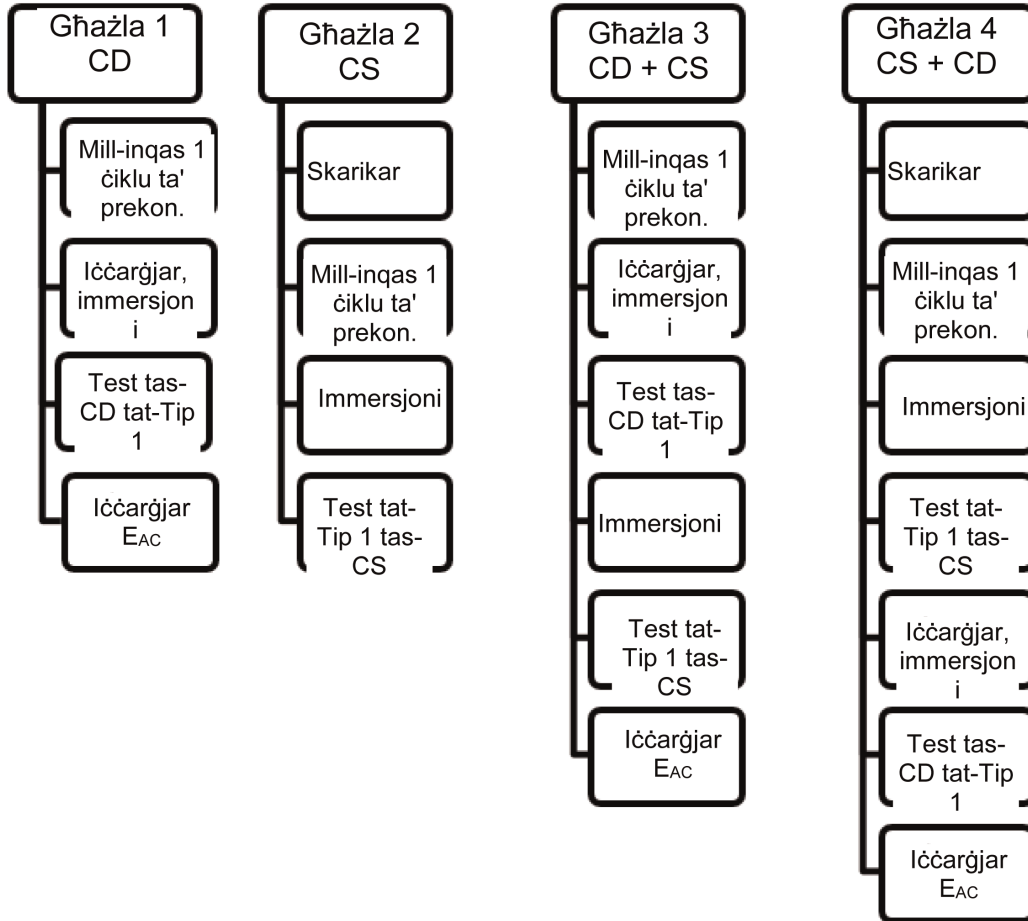 Għażla 1
CD
Mill-inqas 1
ċiklu ta'
prekon.
Iċċarġjar,
immersjon
i
Test tas-
CD tat-Tip
1
Iċċarġjar
EAC
Għażla 2
CS
Skarikar
Mill-inqas 1
ċiklu ta'
prekon.
Immersjoni
Test tat-
Tip 1 tas-
CS
Għażla 3
CD + CS
Mill-inqas 1
ċiklu ta'
prekon.
Iċċarġjar,
immersjon
i
Test tas-
CD tat-Tip
1
Immersjoni
Test tat-
Tip 1 tas-
CS
Iċċarġjar
EAC
Għażla 4
CS + CD
Skarikar
Mill-inqas 1
ċiklu ta'
prekon.
Immersjoni
Test tat-
Tip 1 tas-
CS
Iċċarġjar,
immersjon
i
Test tas-
CD tat-Tip
1
Iċċarġjar
EAC